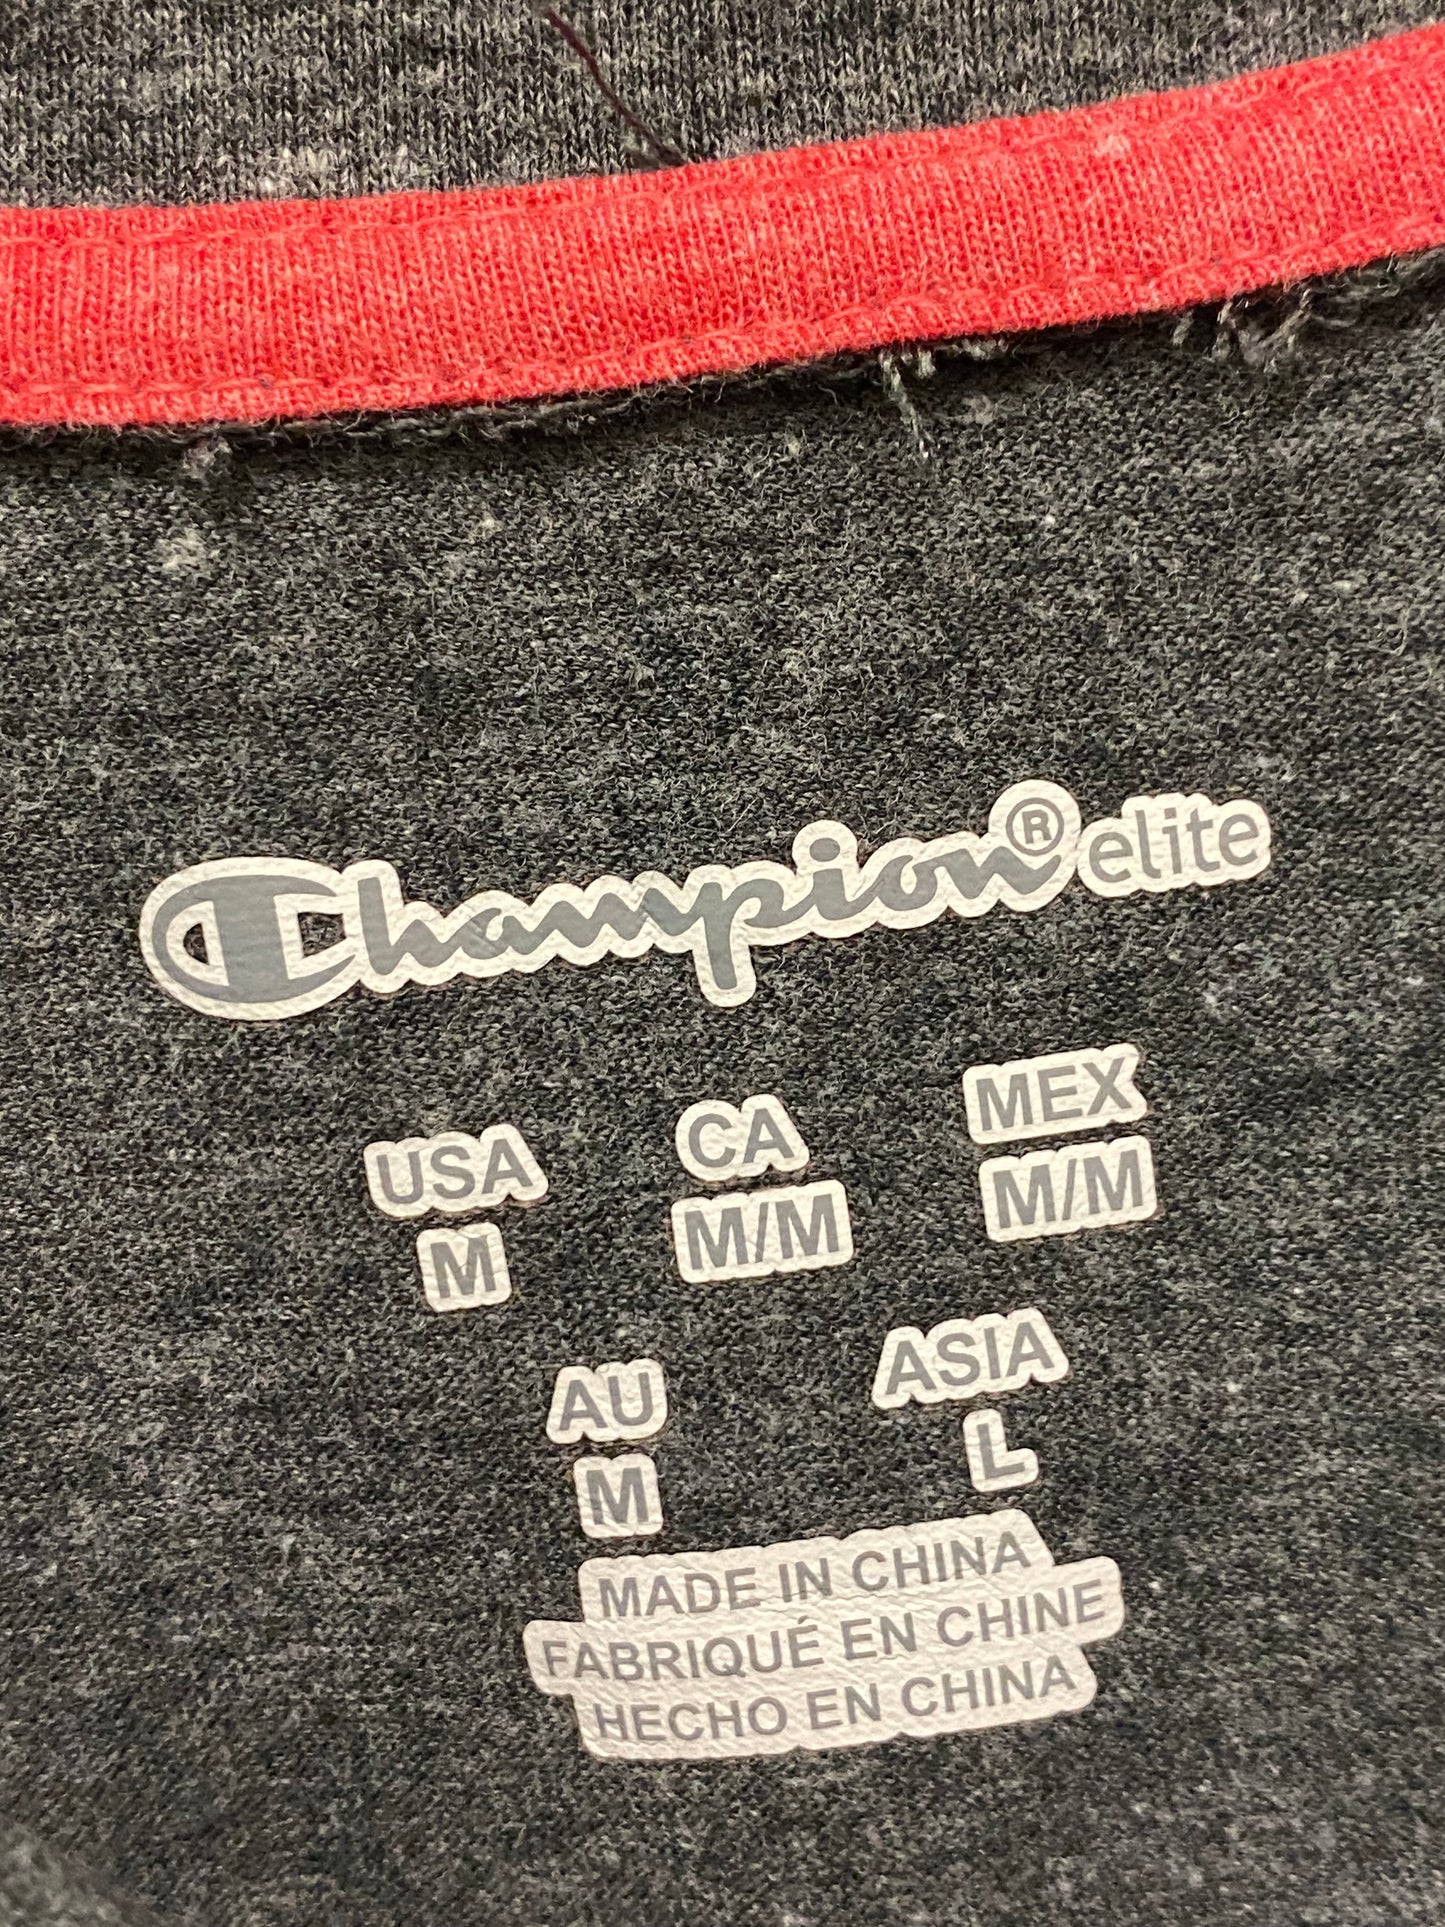 Champion® elite
USA CA MEX
M M/M M/M
AU ASIA
M L
MADE IN CHINA
FABRIQUÉ EN CHINE
HECHO EN CHINA